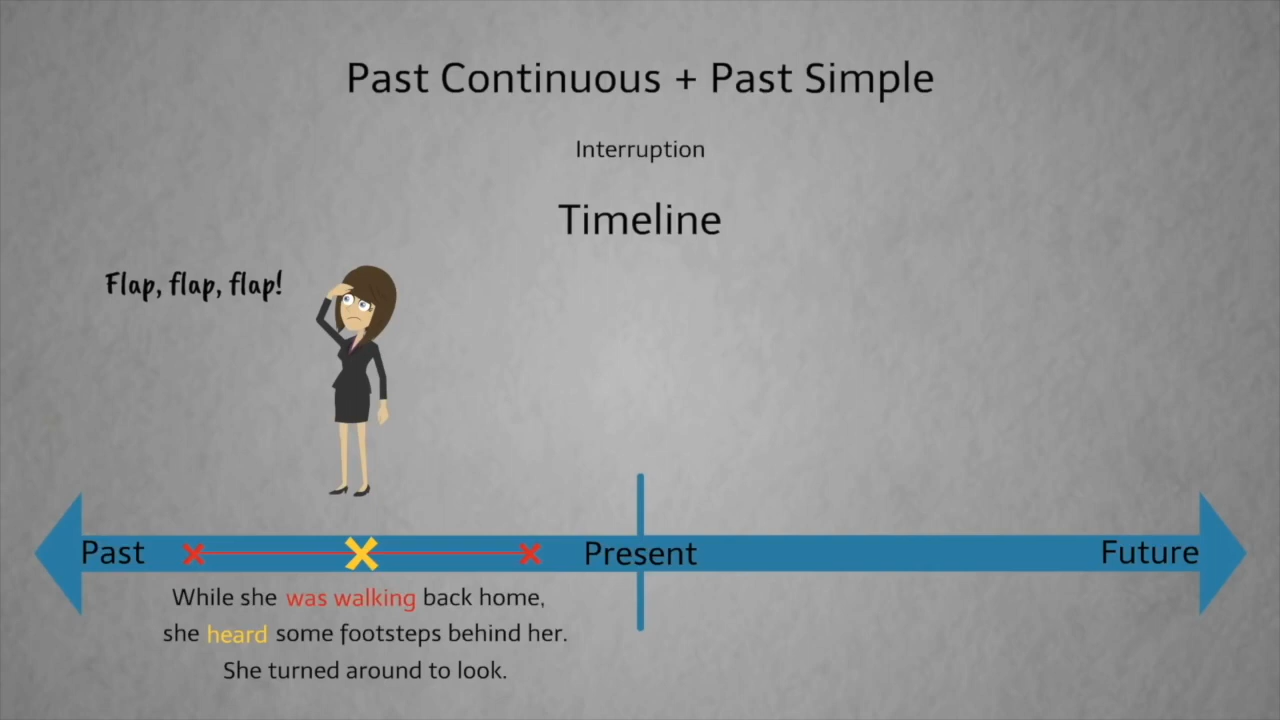 Past Continuous + Past Simple
Interruption
Timeline
Flap, flap, flap!
Past
Present
Future
While she was walking back home,
she heard some footsteps behind her.
She turned around to look.